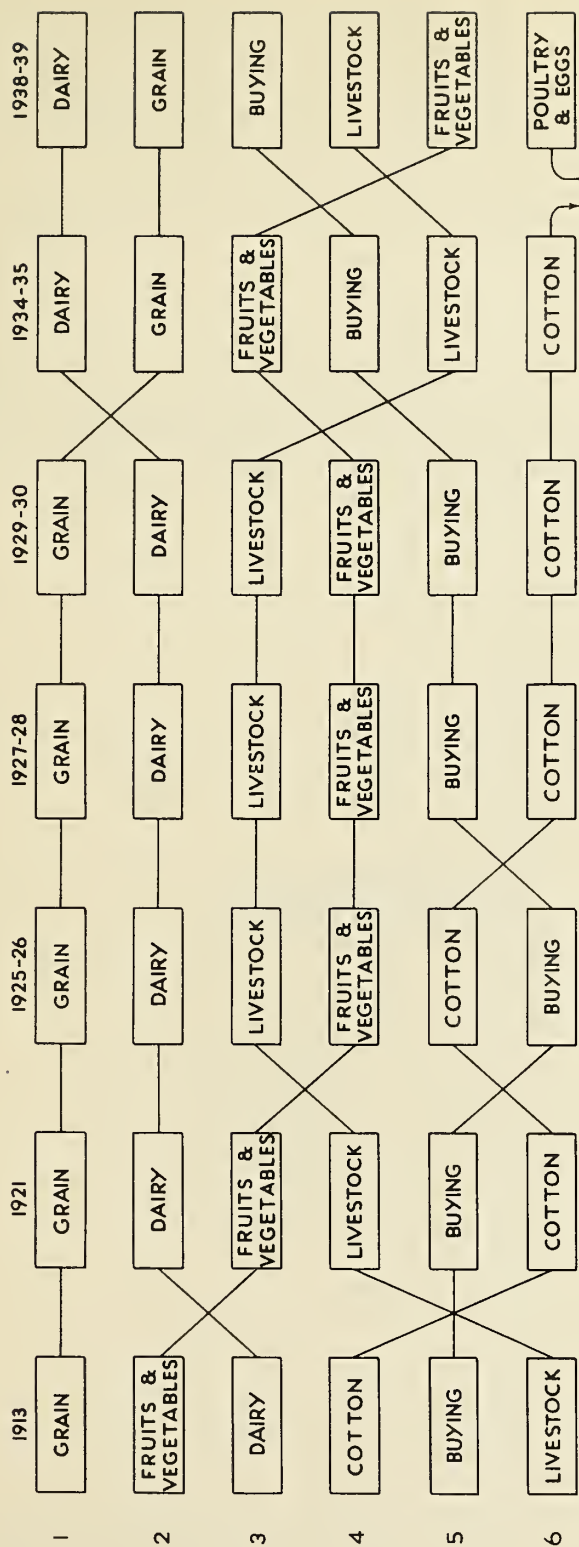 1913
1921
1925-26
1927-28
1929-30
1934-35
1938-39
1
GRAIN
GRAIN
GRAIN
GRAIN
GRAIN
DAIRY
DAIRY
2
FRUITS &
VEGETABLES
DAIRY
DAIRY
DAIRY
DAIRY
GRAIN
GRAIN
3
DAIRY
FRUITS &
VEGETABLES
LIVESTOCK
LIVESTOCK
LIVESTOCK
FRUITS &
VEGETABLES
BUYING
4
COTTON
LIVESTOCK
FRUITS &
VEGETABLES
FRUITS &
VEGETABLES
FRUITS &
VEGETABLES
BUYING
LIVESTOCK
5
BUYING
BUYING
COTTON
BUYING
BUYING
LIVESTOCK
FRUITS &
VEGETABLES
6
LIVESTOCK
COTTON
BUYING
COTTON
COTTON
COTTON
POULTRY
& EGGS